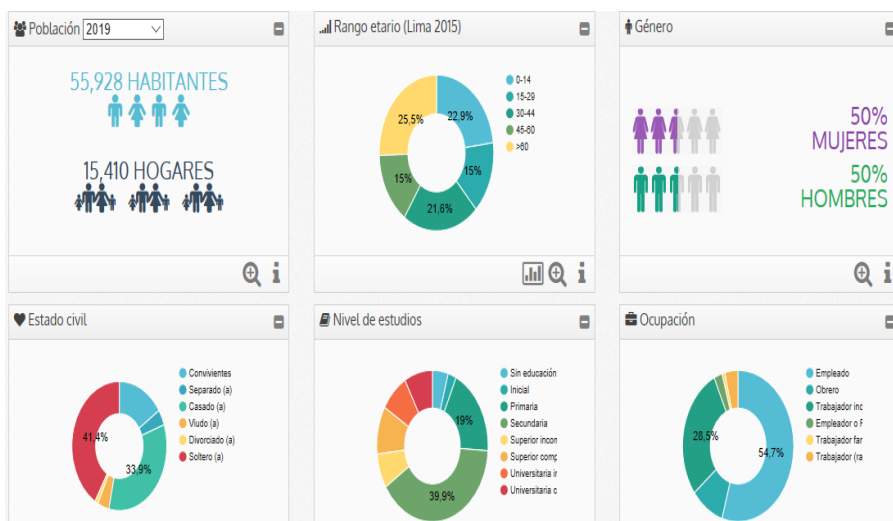 Población 2019
55,928 HABITANTES
15,410 HOGARES
Rango etario (Lima 2015)
0-14
15-29
30-44
45-60
>60
25,5%
22,9%
15%
15%
21,6%
Género
50%
MUJERES
50%
HOMBRES
Estado civil
Convivientes
Separado (a)
Casado (a)
Viudo (a)
Divorciado (a)
Soltero (a)
41,4%
33,9%
Nivel de estudios
Sin educación
Inicial
Primaria
Secundaria
Superior incon
Superior comp
Universitaria ir
Universitaria c
19%
39,9%
Ocupación
Empleado
Obrero
Trabajador inc
Empleador o F
Trabajador far
Trabajador (ra
28,5%
54,7%